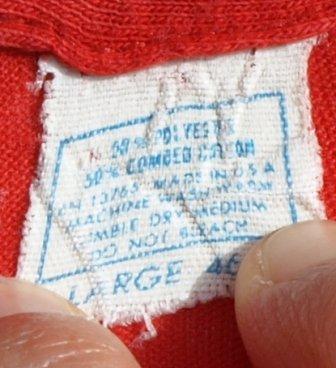 50% POLYESTER
50% COMBED COTTON
RN 13765 MADE IN U.S.A
MACHINE WASH WARM
TUMBLE DRY MEDIUM
DO NOT BLEACH
LARGE